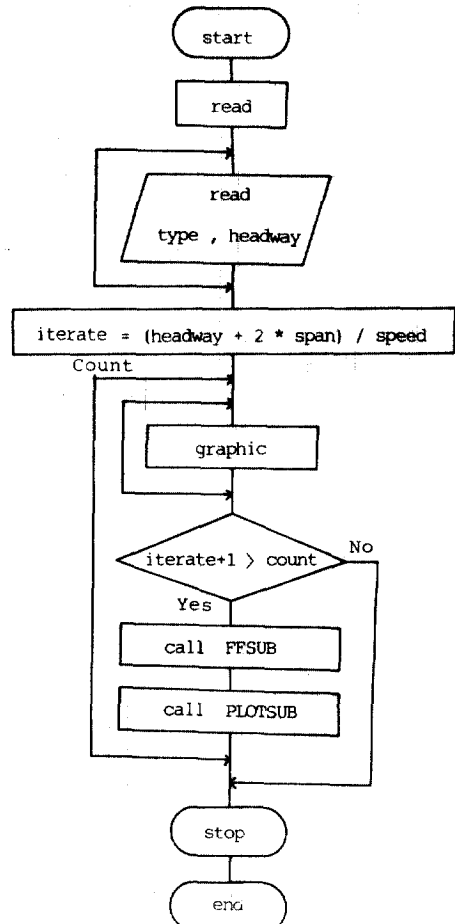 start
read
read
type , headway
iterate = (headway + 2 * span) / speed
Count
graphic
iterate+1 > count
No
Yes
call FFSUB
call PLOTSUB
stop
end